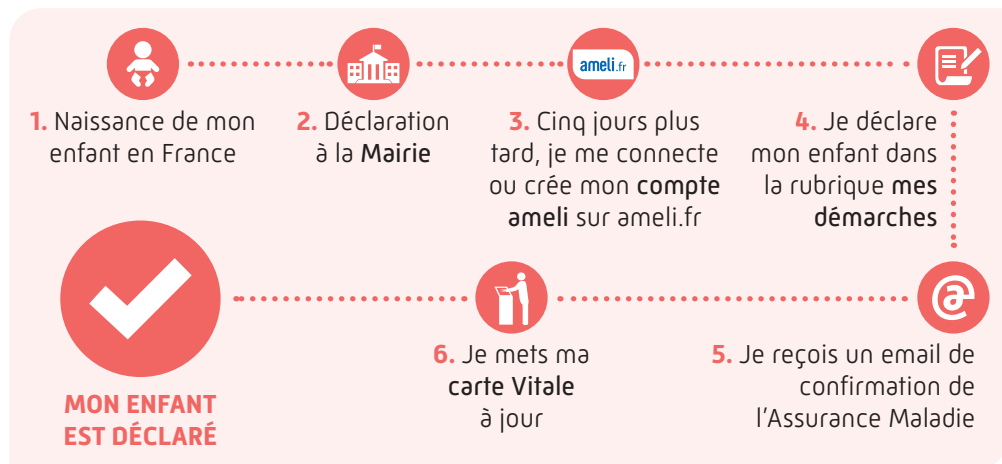 ameli.fr
1. Naissance de mon
enfant en France
2. Déclaration
à la Mairie
3. Cinq jours plus
tard, je me connecte
ou crée mon compte
ameli sur ameli.fr
4. Je déclare
mon enfant dans
la rubrique mes
démarches
5. Je reçois un email de
confirmation de
l'Assurance Maladie
6. Je mets ma
carte Vitale
à jour
MON ENFANT
EST DÉCLARÉ